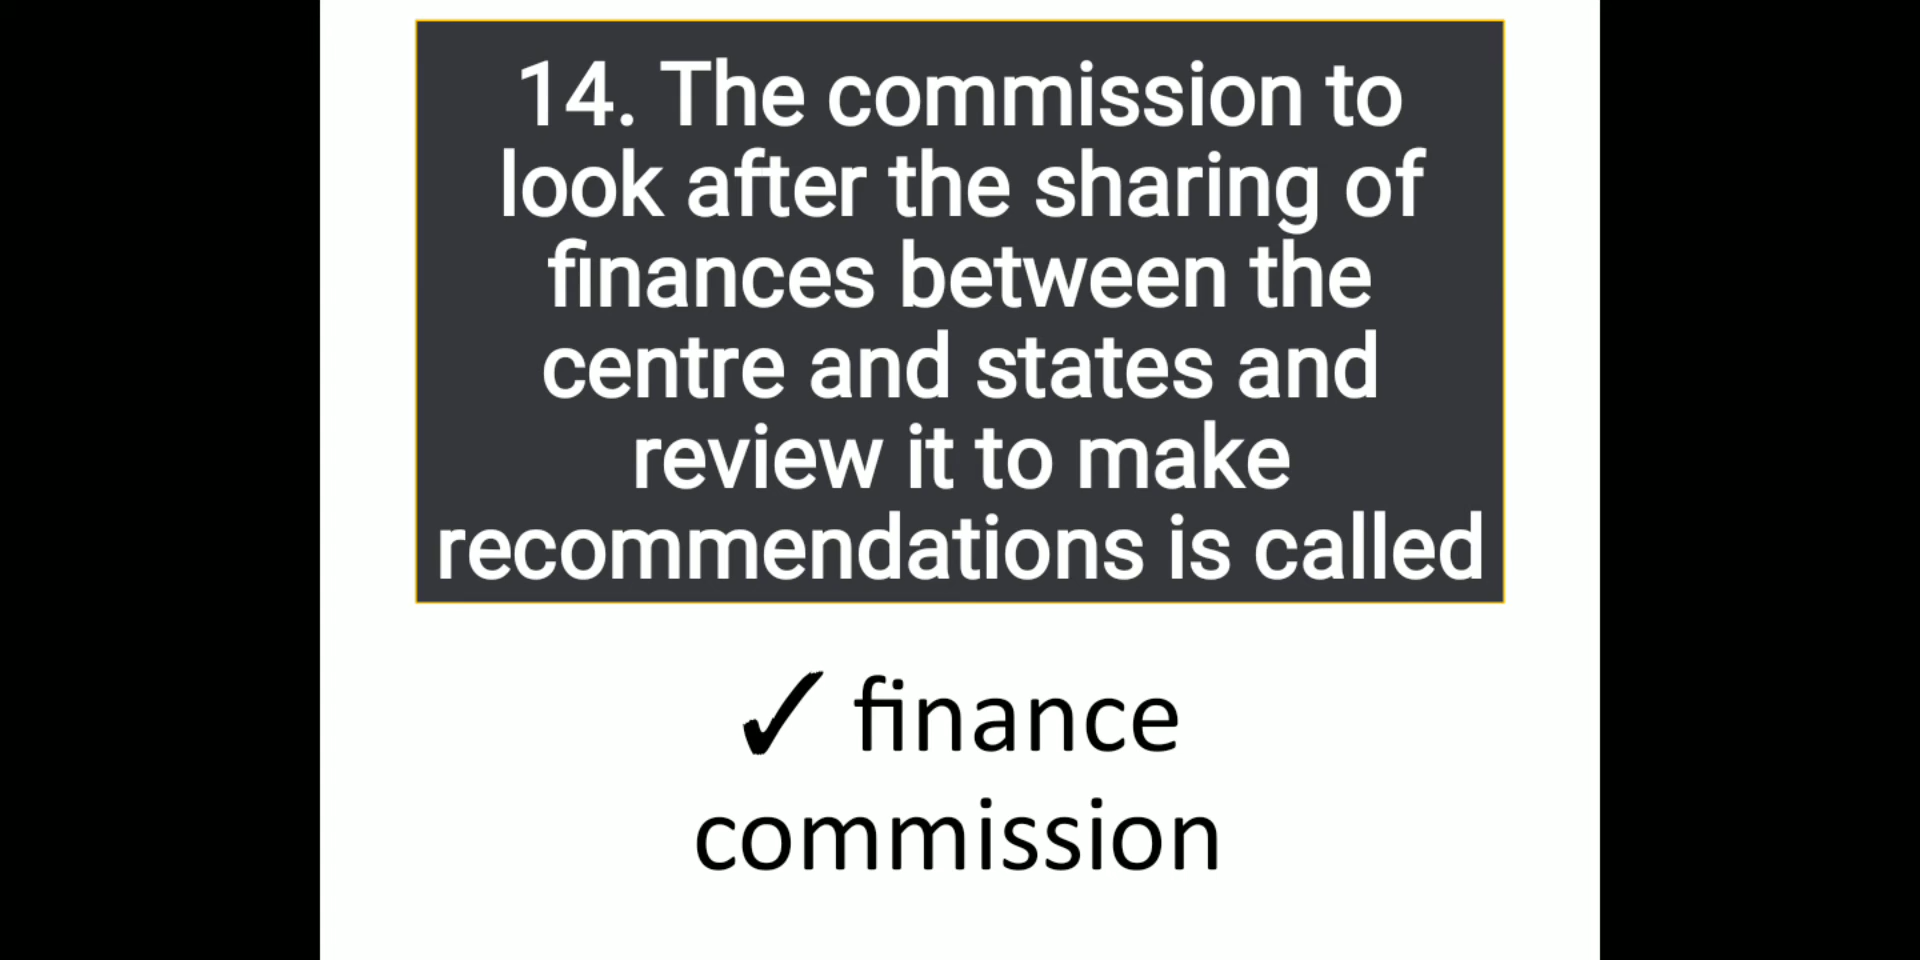 14. The commission to
look after the sharing of
finances between the
centre and states and
review it to make
recommendations is called
✓ finance
commission